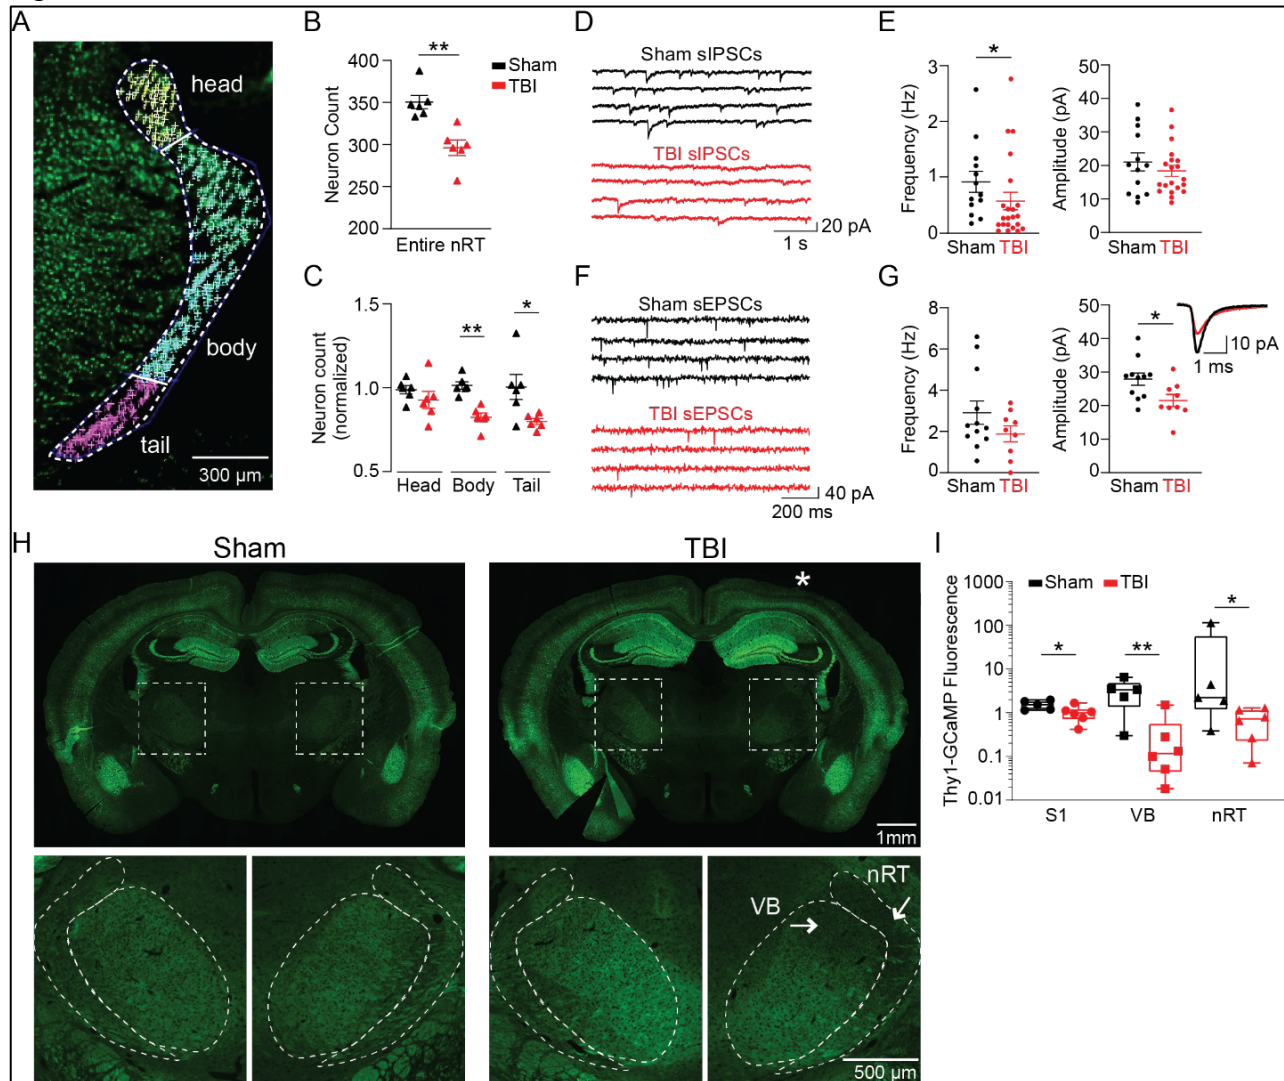 A
head
body
tail
300 µm
B
**
400
350
300
250
200
Neuron Count
Entire nRT
Sham
TBI
C
1.5
1.0
0.5
Neuron count
(normalized)
**
*
Head Body Tail
D
Sham sIPSCs
TBI sIPSCs
20 pA
1 s
E
*
3
2
1
0
Frequency (Hz)
Sham TBI
50
40
30
20
10
0
Amplitude (pA)
Sham TBI
F
Sham sEPSCs
TBI sEPSCs
40 pA
200 ms
G
8
6
4
2
0
Frequency (Hz)
Sham TBI
50
40
30
20
10
0
Amplitude (pA)
*
Sham TBI
10 pA
1 ms
H
Sham
TBI
*
1mm
VB
nRT
500 µm
I
Sham TBI
1000
100
10
1
0.1
0.01
Thy1-GCaMP Fluorescence
*
**
*
S1 VB nRT